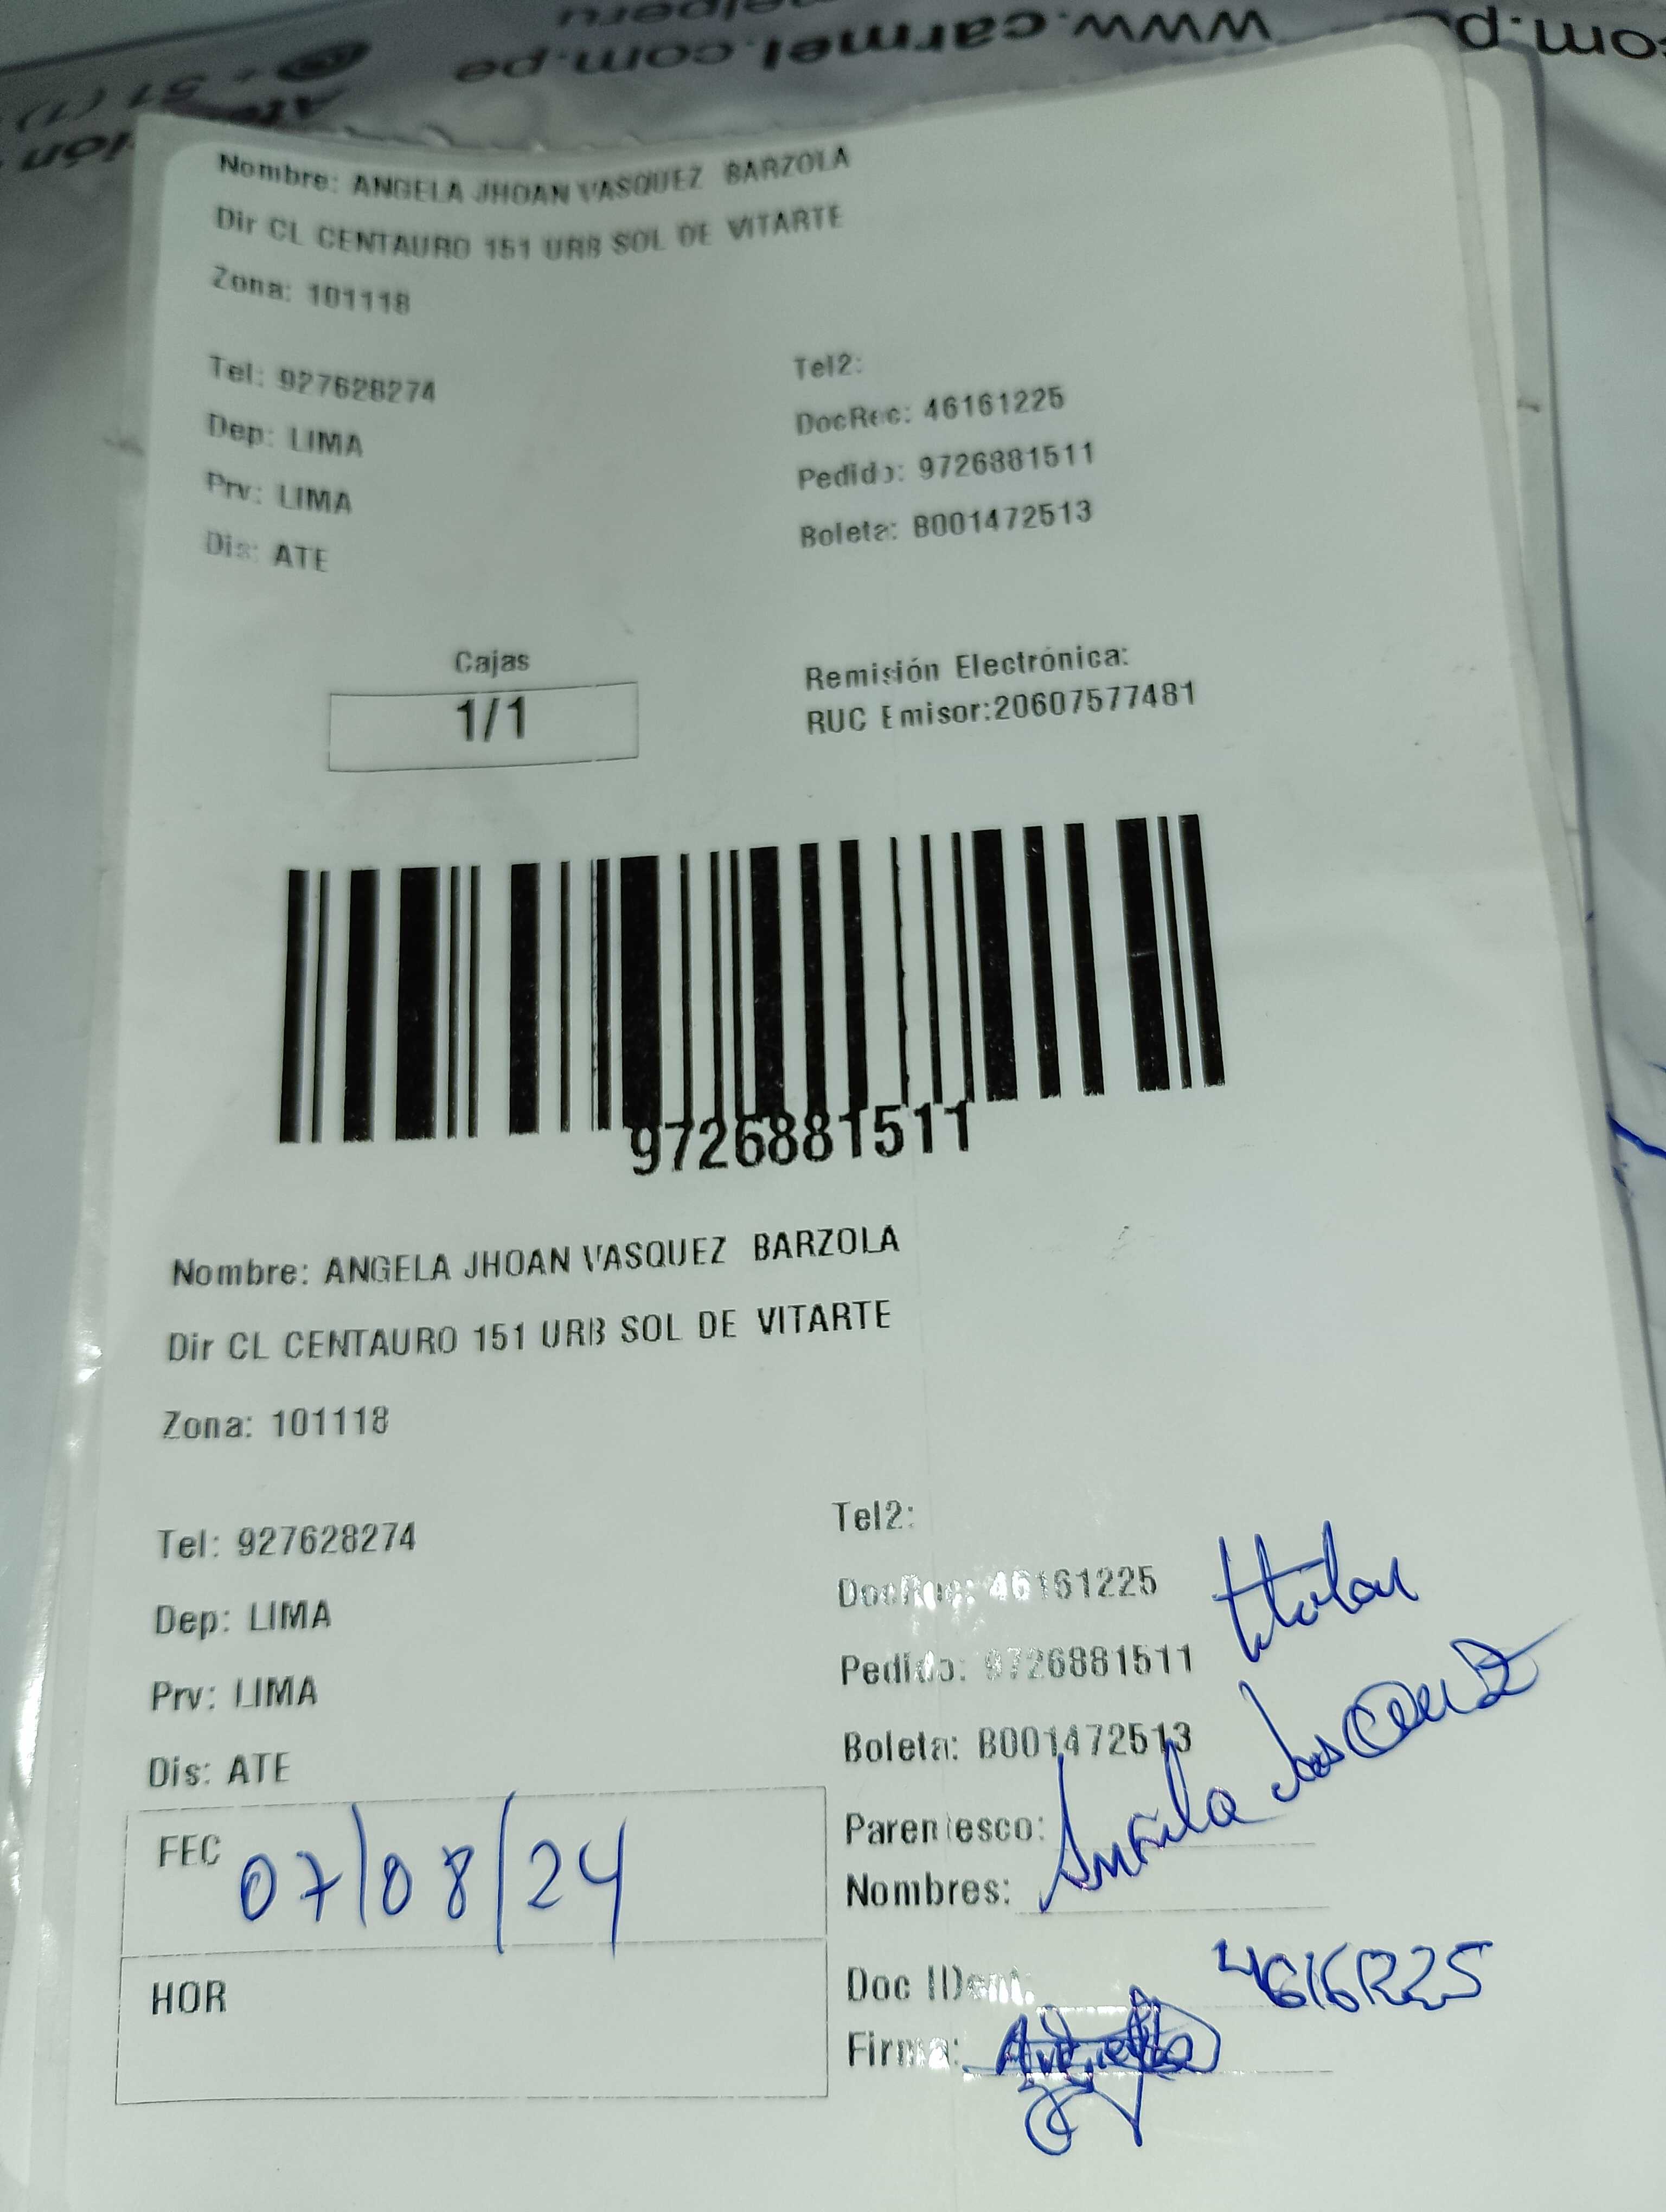 www.carmel.com.pe
Nombre: ANGELA JHOAN VASQUEZ BARZOLA
Dir CL CENTAURO 151 URB SOL DE VITARTE
Zona: 101118
Tel: 927628274
Tel2:
Dep: LIMA
DocRec: 46161225
Prv: LIMA
Pedido: 9726881511
Dis: ATE
Boleta: B001472513
Cajas
1/1
Remisión Electrónica:
RUC Emisor:20607577481
9726881511
Nombre: ANGELA JHOAN VASQUEZ BARZOLA
Dir CL CENTAURO 151 URB SOL DE VITARTE
Zona: 101118
Tel: 927628274
Tel2:
Dep: LIMA
DocRec: 46161225
Prv: LIMA
Pedido: 9726881511
Dis: ATE
Boleta: B001472513
FEC 07/08/24
Parentesco: titular
Nombres: Angela Vasquez
HOR
Doc IDent. 46161225
Firma: